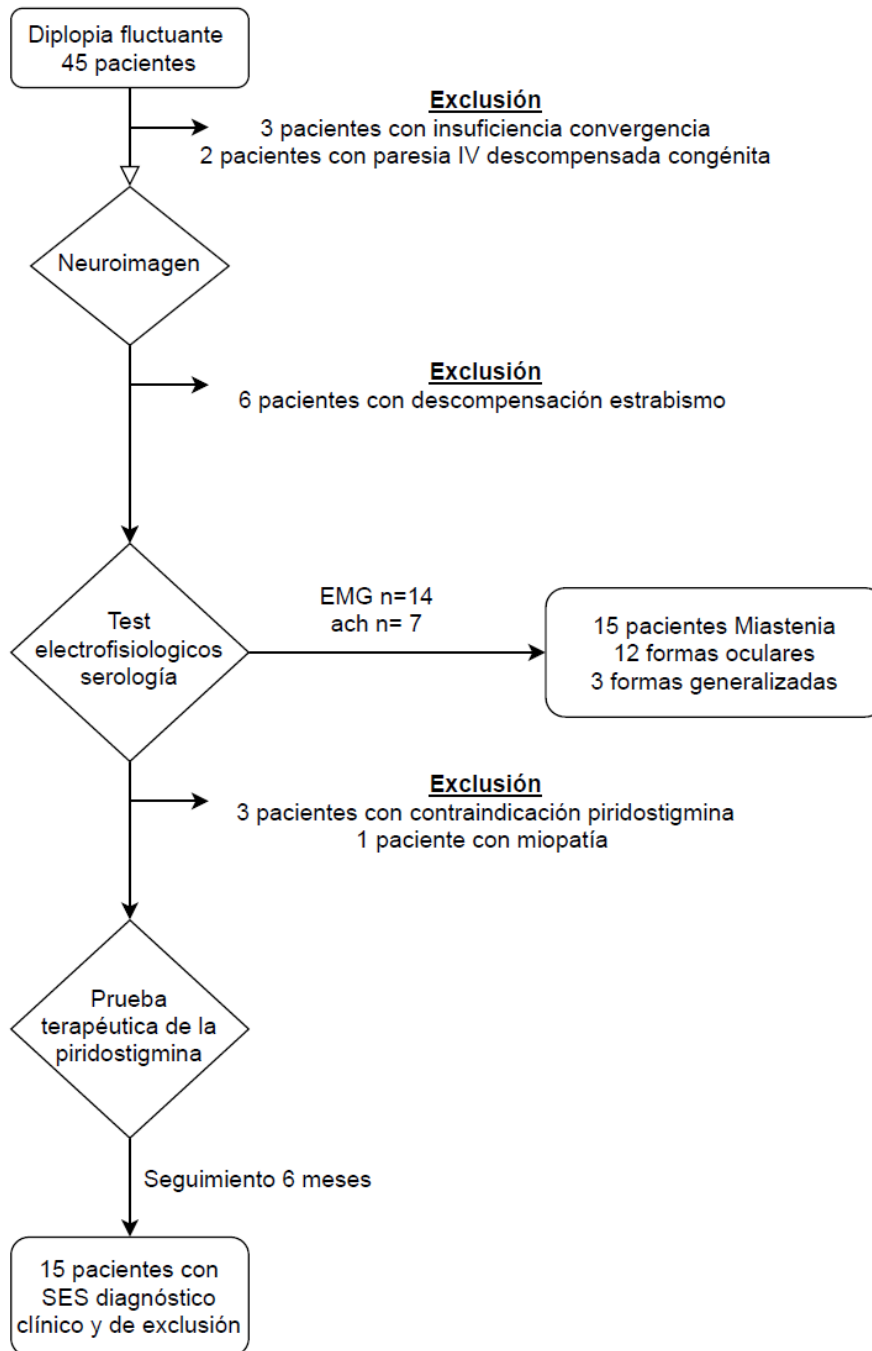 Diplopia fluctuante
45 pacientes
Exclusión
3 pacientes con insuficiencia convergencia
2 pacientes con paresia IV descompensada congénita
Neuroimagen
Exclusión
6 pacientes con descompensación estrabismo
Test
electrofisiologicos
serología
EMG n=14
ach n= 7
15 pacientes Miastenia
12 formas oculares
3 formas generalizadas
Exclusión
3 pacientes con contraindicación piridostigmina
1 paciente con miopatía
Prueba
terapéutica de la
piridostigmina
Seguimiento 6 meses
15 pacientes con
SES diagnóstico
clínico y de exclusión